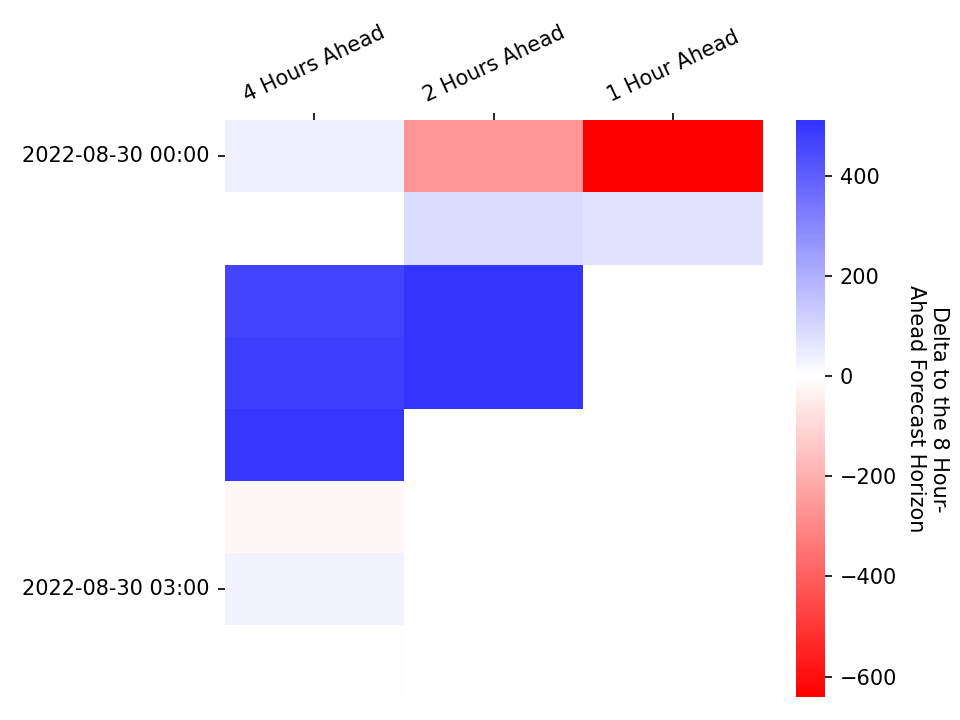 4 Hours Ahead
2 Hours Ahead
1 Hour Ahead
2022-08-30 00:00
2022-08-30 03:00
400
200
0
−200
−400
−600
Delta to the 8 Hour-
Ahead Forecast Horizon